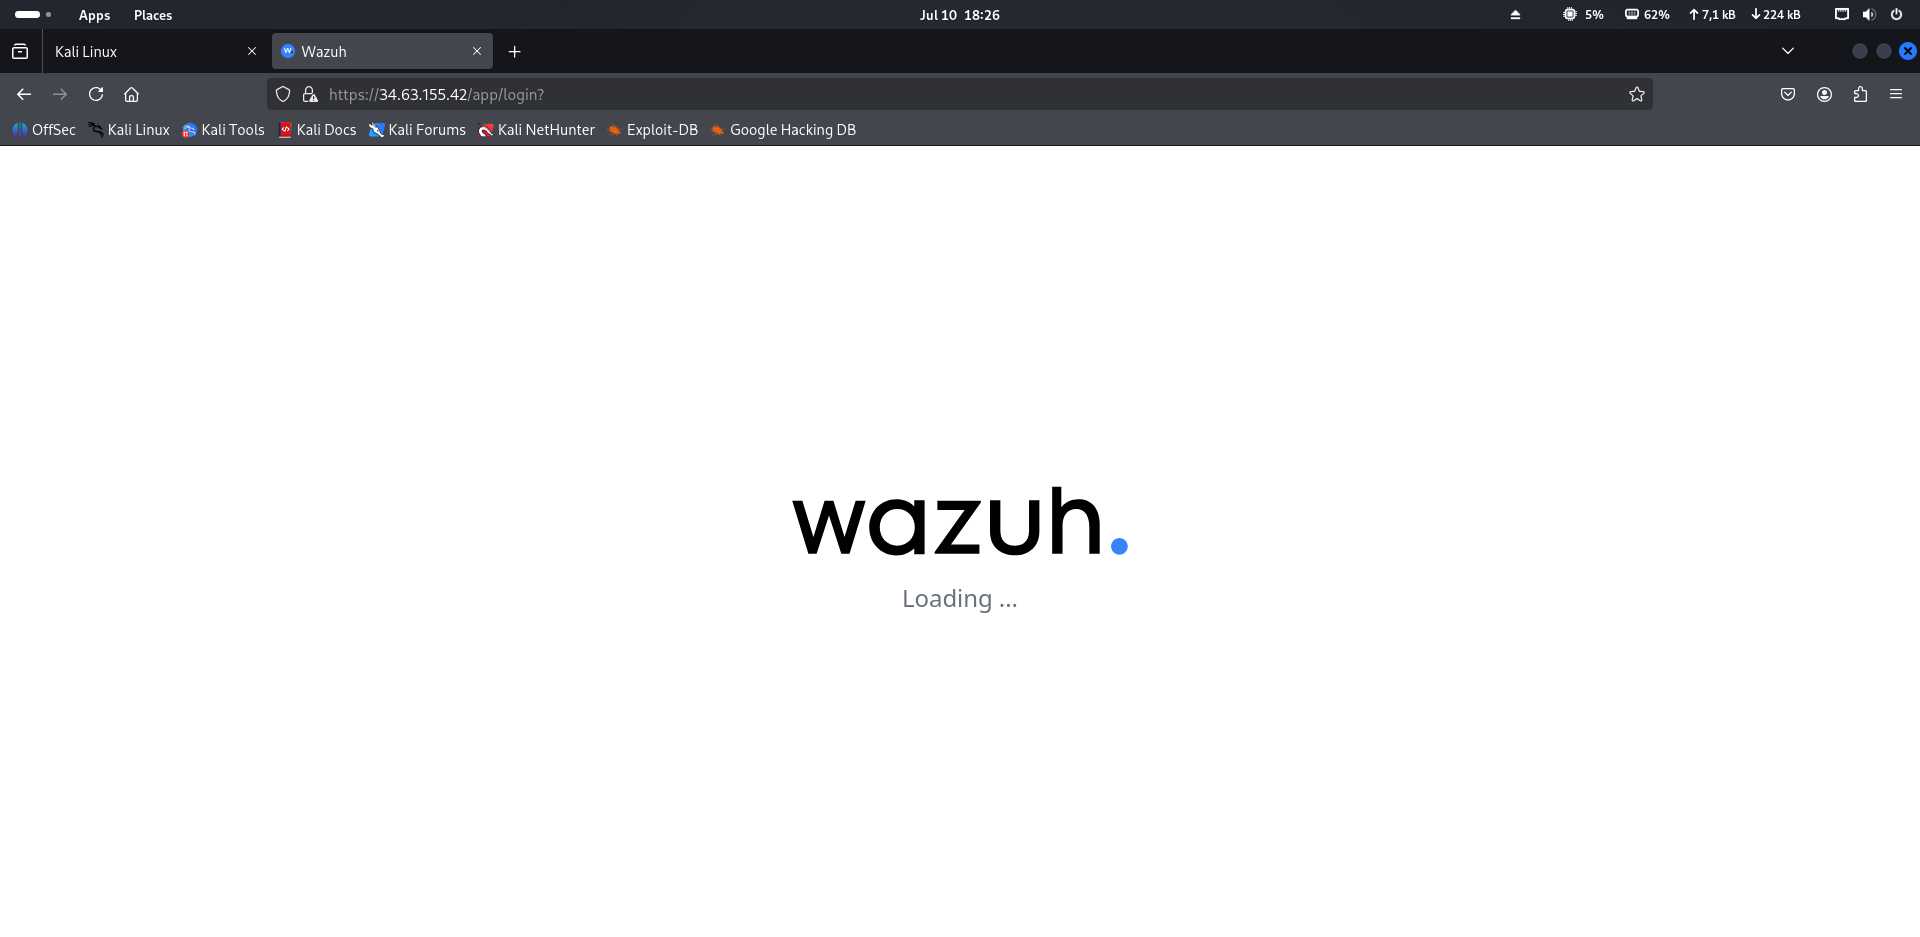 Apps Places Jul 10 18:26 5% 62% 7,1 kB 224 kB
Kali Linux Wazuh
https://34.63.155.42/app/login?
OffSec Kali Linux Kali Tools Kali Docs Kali Forums Kali NetHunter Exploit-DB Google Hacking DB
wazuh.
Loading ...